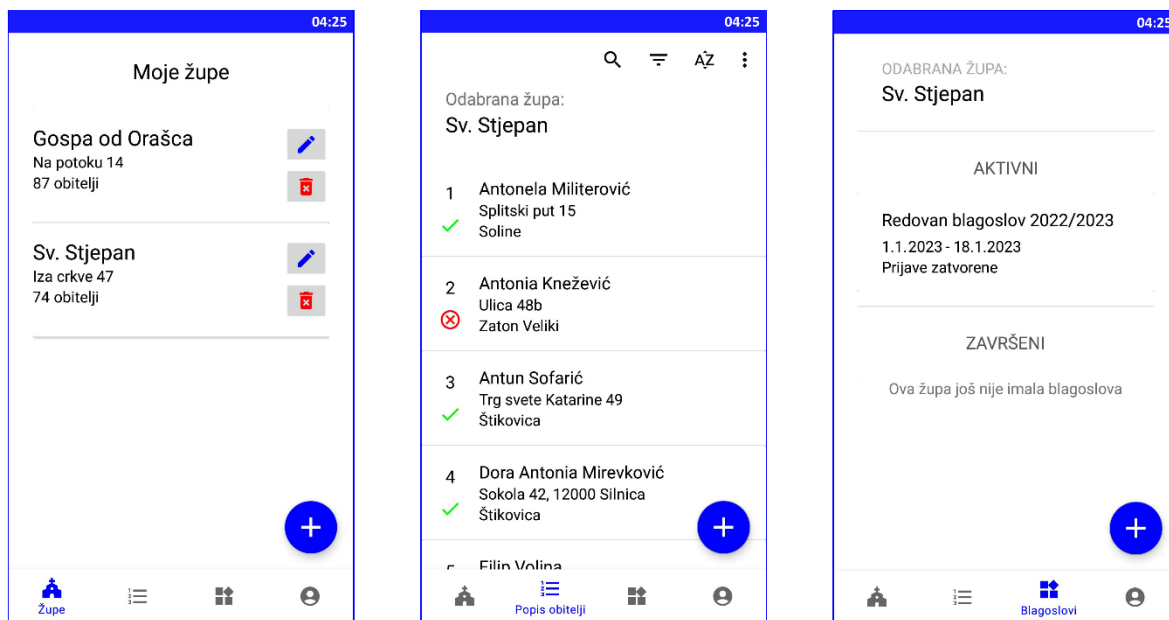 04:25
Moje župe
Gospa od Orašca
Na potoku 14
87 obitelji
Sv. Stjepan
Iza crkve 47
74 obitelji
Župe
04:25
AZ
Odabrana župa:
Sv. Stjepan
1
Antonela Militerović
Splitski put 15
Soline
2
Antonia Knežević
Ulica 48b
Zaton Veliki
3
Antun Sofarić
Trg svete Katarine 49
Štikovica
4
Dora Antonia Mirevković
Sokola 42, 12000 Silnica
Štikovica
5
Filip Volina
Popis obitelji
04:25
ODABRANA ŽUPA:
Sv. Stjepan
AKTIVNI
Redovan blagoslov 2022/2023
1.1.2023 - 18.1.2023
Prijave zatvorene
ZAVRŠENI
Ova župa još nije imala blagoslova
Blagoslovi